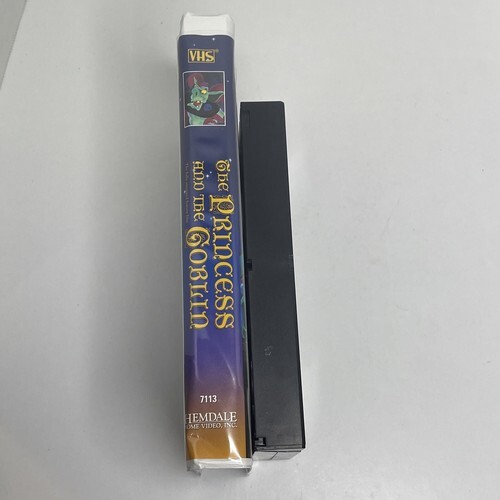 VHS
The Princess
and the Goblin
7113
HEMDALE
OME VIDEO, INC.